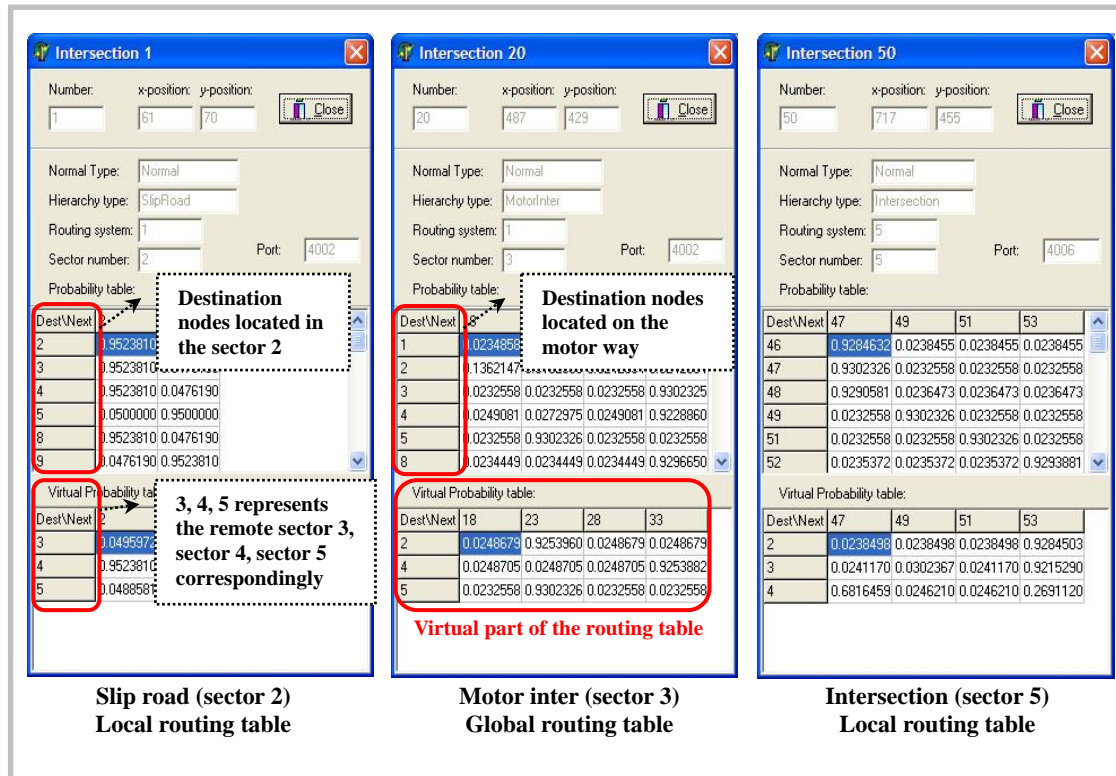 Intersection 1
Number: x-position: y-position:
1 61 70 Close
Normal Type: Normal
Hierarchy type: SlipRoad
Routing system: 1
Port: 4002
Sector number: 2
Probability table:
Destination nodes located in the sector 2
Dest\Next
2 0.9523810
3 0.9523810
4 0.9523810 0.0476190
5 0.0500000 0.9500000
8 0.9523810 0.0476190
9 0.0476190 0.9523810
Virtual Probability
3, 4, 5 represents the remote sector 3, sector 4, sector 5 correspondingly
Dest\Next 2
3 0.0495972
4 0.9523810
5 0.0488581
Slip road (sector 2)
Local routing table
Intersection 20
Number: x-position: y-position:
20 487 429 Close
Normal Type: Normal
Hierarchy type: MotorInter
Routing system: 1
Port: 4002
Sector number: 3
Probability table:
Destination nodes located on the motor way
Dest\Next
1 0.0234858
2 0.1362147
3 0.0232558 0.0232558 0.0232558 0.9302325
4 0.0249081 0.0272975 0.0249081 0.9228860
5 0.0232558 0.9302326 0.0232558 0.0232558
8 0.0234449 0.0234449 0.0234449 0.9296650
Virtual Probability table:
Dest\Next 18 23 28 33
2 0.0248679 0.9253960 0.0248679 0.0248679
4 0.0248705 0.0248705 0.0248705 0.9253882
5 0.0232558 0.9302326 0.0232558 0.0232558
Virtual part of the routing table
Motor inter (sector 3)
Global routing table
Intersection 50
Number: x-position: y-position:
50 717 455 Close
Normal Type: Normal
Hierarchy type: Intersection
Routing system: 5
Port: 4006
Sector number: 5
Probability table:
Dest\Next 47 49 51 53
46 0.9284632 0.0238455 0.0238455 0.0238455
47 0.9302326 0.0232558 0.0232558 0.0232558
48 0.9290581 0.0236473 0.0236473 0.0236473
49 0.0232558 0.9302326 0.0232558 0.0232558
51 0.0232558 0.0232558 0.9302326 0.0232558
52 0.0235372 0.0235372 0.0235372 0.9293881
Virtual Probability table:
Dest\Next 47 49 51 53
2 0.0238498 0.0238498 0.0238498 0.9284503
3 0.0241170 0.0302367 0.0241170 0.9215290
4 0.6816459 0.0246210 0.0246210 0.2691120
Intersection (sector 5)
Local routing table